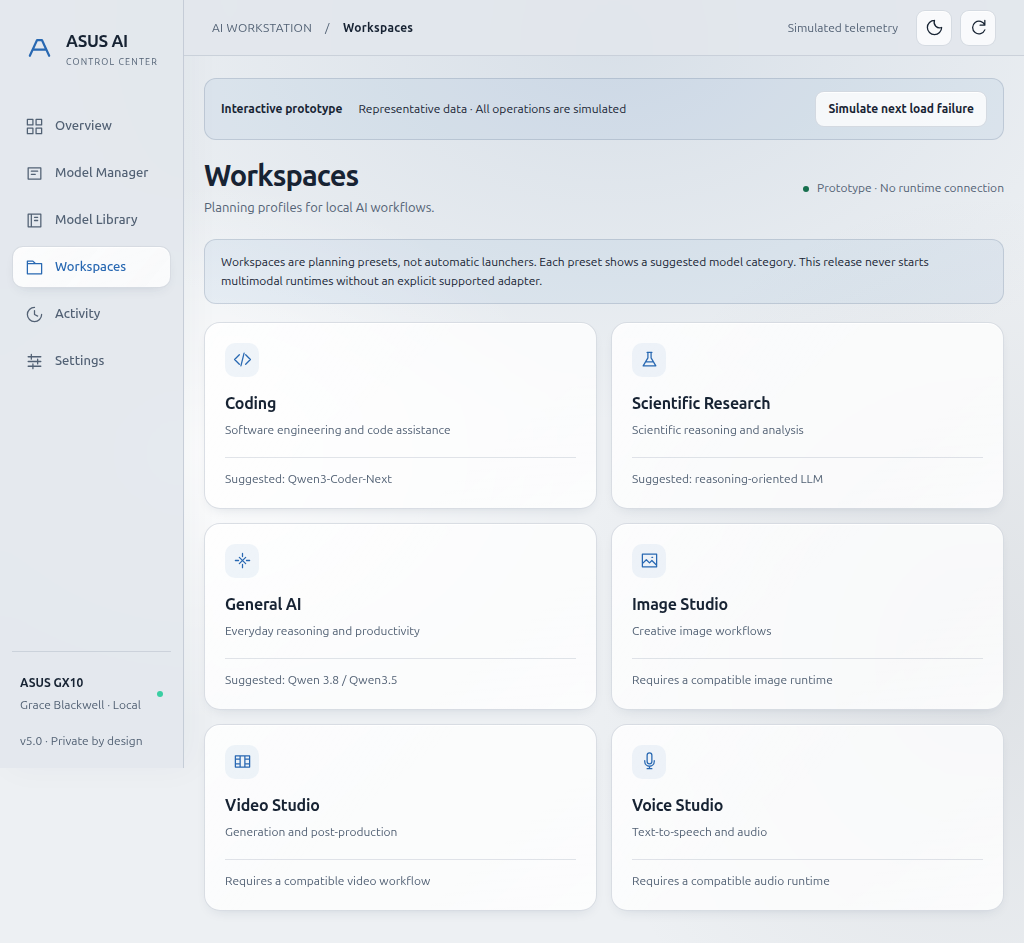 ASUS AI
CONTROL CENTER
Overview
Model Manager
Model Library
Workspaces
Activity
Settings
ASUS GX10
Grace Blackwell · Local
v5.0 · Private by design
AI WORKSTATION / Workspaces
Simulated telemetry
Interactive prototype Representative data · All operations are simulated
Simulate next load failure
Workspaces
Planning profiles for local AI workflows.
Prototype · No runtime connection
Workspaces are planning presets, not automatic launchers. Each preset shows a suggested model category. This release never starts
multimodal runtimes without an explicit supported adapter.
Coding
Software engineering and code assistance
Suggested: Qwen3-Coder-Next
Scientific Research
Scientific reasoning and analysis
Suggested: reasoning-oriented LLM
General AI
Everyday reasoning and productivity
Suggested: Qwen 3.8 / Qwen3.5
Image Studio
Creative image workflows
Requires a compatible image runtime
Video Studio
Generation and post-production
Requires a compatible video workflow
Voice Studio
Text-to-speech and audio
Requires a compatible audio runtime